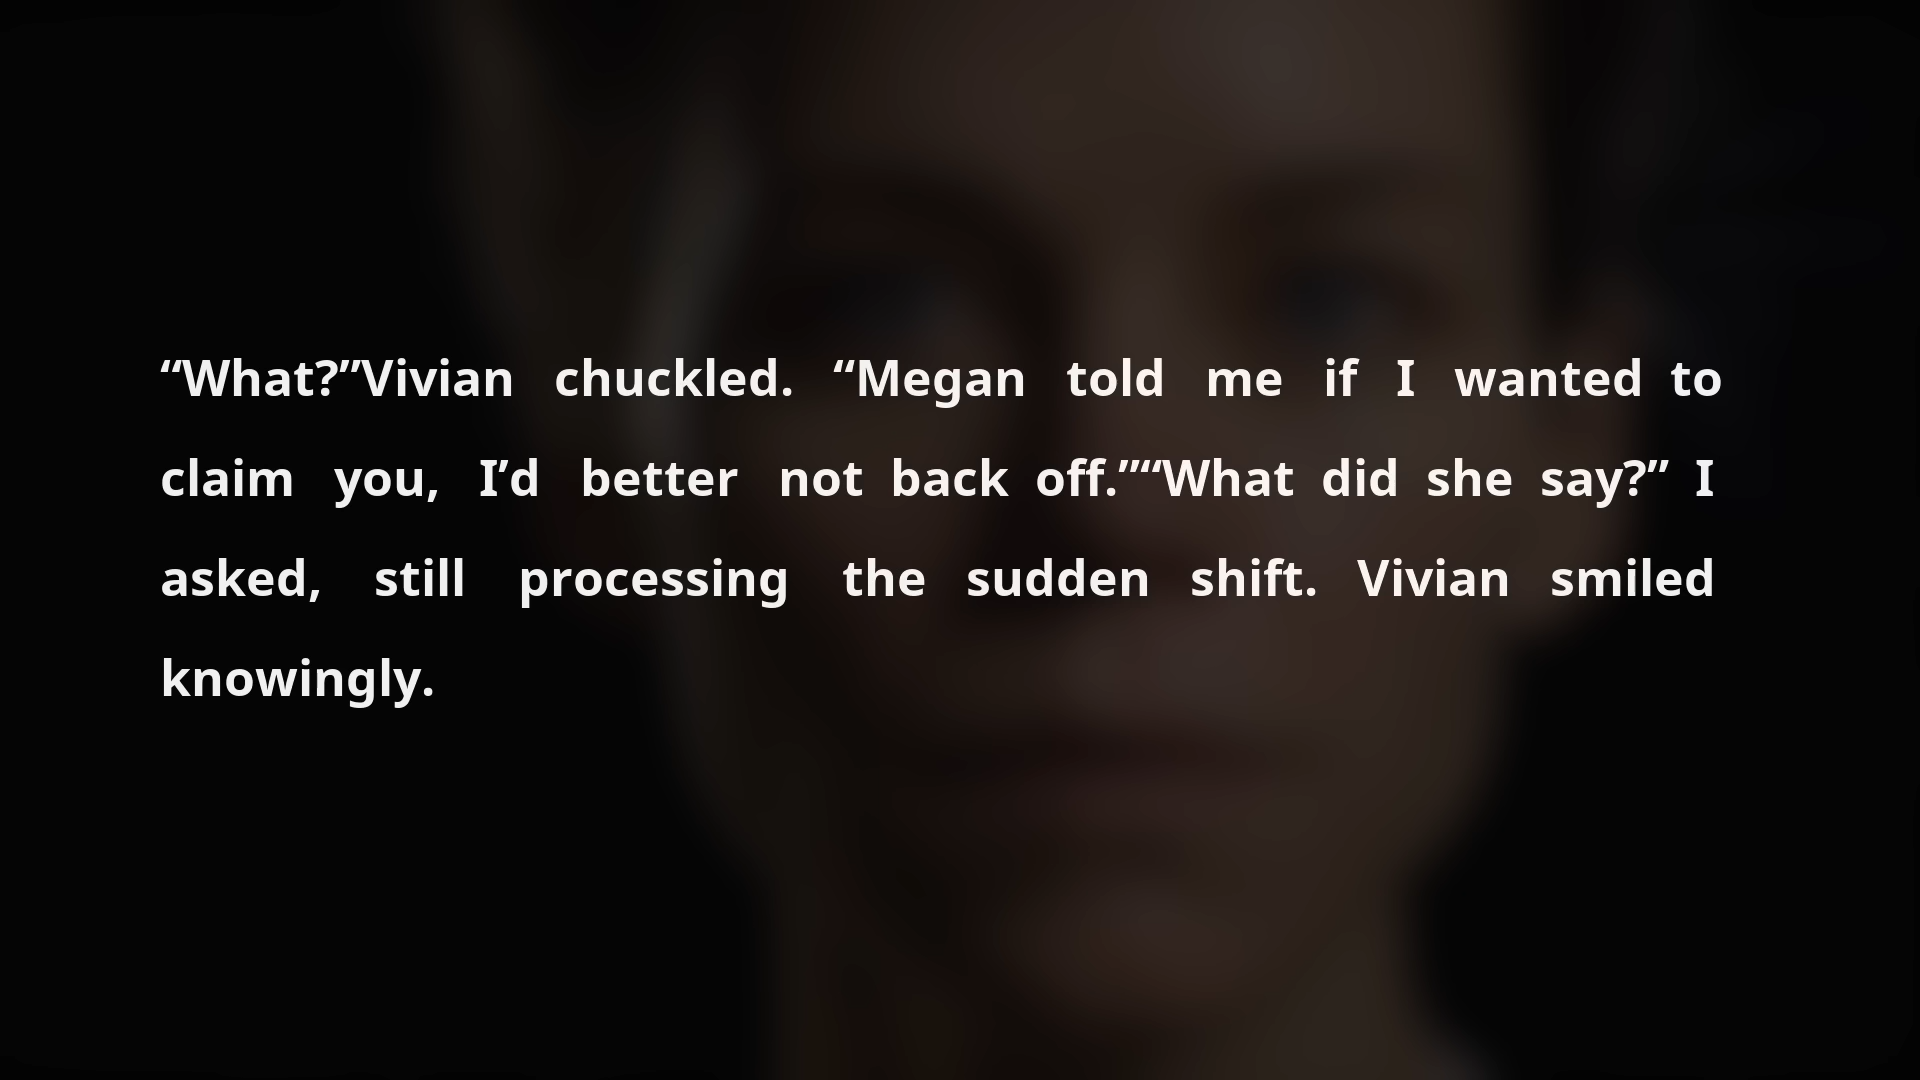 “What?”Vivian chuckled. “Megan told me if I wanted to
claim you, I’d better not back off.”“What did she say?” I
asked, still processing the sudden shift. Vivian smiled
knowingly.